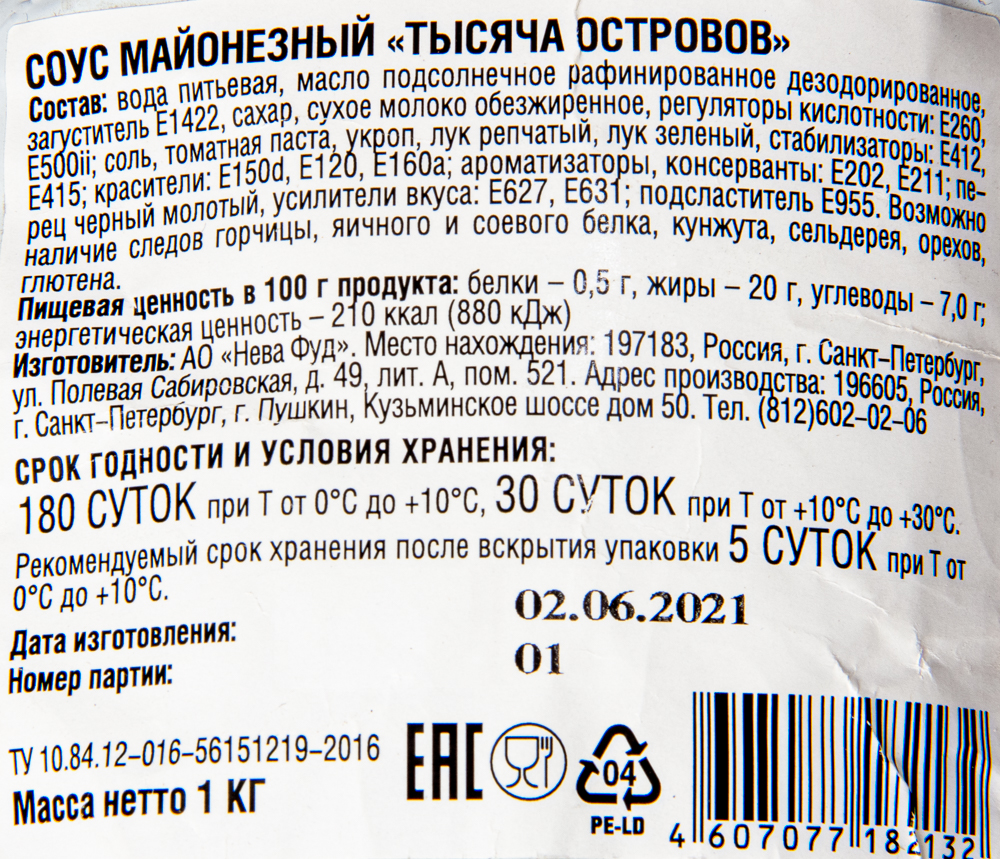 СОУС МАЙОНЕЗНЫЙ «ТЫСЯЧА ОСТРОВОВ»
Состав: вода питьевая, масло подсолнечное рафинированное дезодорированное,
загуститель Е1422, сахар, сухое молоко обезжиренное, регуляторы кислотности: Е260,
Е500ii; соль, томатная паста, укроп, лук репчатый, лук зеленый, стабилизаторы: Е412,
Е415; красители: Е150d, Е120, Е160а; ароматизаторы, консерванты: Е202, Е211; пе-
рец черный молотый, усилители вкуса: Е627, Е631; подсластитель Е955. Возможно
наличие следов горчицы, яичного и соевого белка, кунжута, сельдерея, орехов,
глютена.
Пищевая ценность в 100 г продукта: белки – 0,5 г, жиры – 20 г, углеводы – 7,0 г;
энергетическая ценность – 210 ккал (880 кДж)
Изготовитель: АО «Нева Фуд». Место нахождения: 197183, Россия, г. Санкт-Петербург,
ул. Полевая Сабировская, д. 49, лит. А, пом. 521. Адрес производства: 196605, Россия,
г. Санкт-Петербург, г. Пушкин, Кузьминское шоссе дом 50. Тел. (812)602-02-06
СРОК ГОДНОСТИ И УСЛОВИЯ ХРАНЕНИЯ:
180 СУТОК при Т от 0°С до +10°С, 30 СУТОК при Т от +10°С до +30°С.
Рекомендуемый срок хранения после вскрытия упаковки 5 СУТОК при Т от
0°С до +10°С.
Дата изготовления: 02.06.2021
Номер партии: 01
ТУ 10.84.12-016-56151219-2016
Масса нетто 1 КГ
ЕАС
04
PE-LD
4 607077 182132